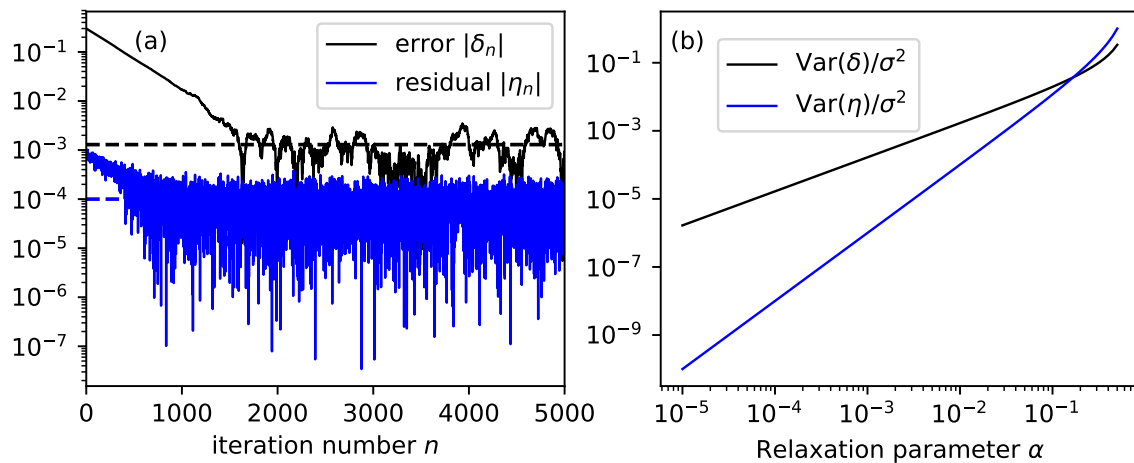 (a)
error |δₙ|
residual |ηₙ|
10⁻¹
10⁻²
10⁻³
10⁻⁴
10⁻⁵
10⁻⁶
10⁻⁷
0 1000 2000 3000 4000 5000
iteration number n
(b)
Var(δ)/σ²
Var(η)/σ²
10⁻¹
10⁻³
10⁻⁵
10⁻⁷
10⁻⁹
10⁻⁵ 10⁻⁴ 10⁻³ 10⁻² 10⁻¹
Relaxation parameter α